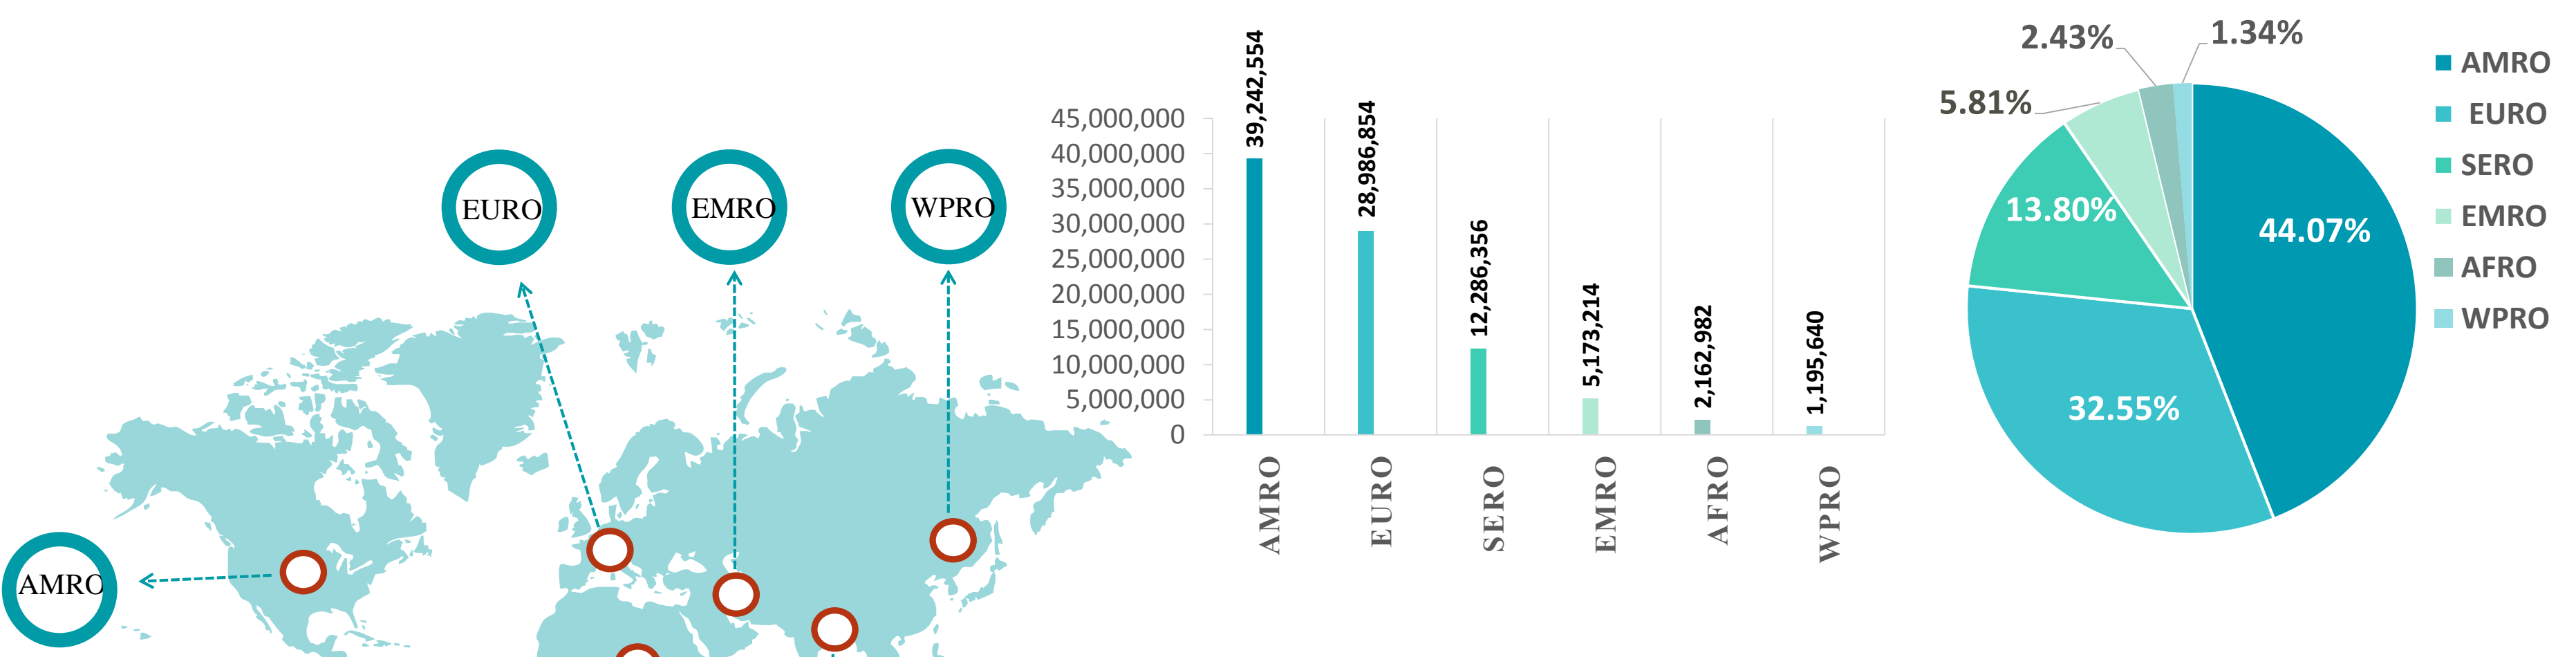 EURO
EMRO
WPRO
AMRO
45,000,000
40,000,000
35,000,000
30,000,000
25,000,000
20,000,000
15,000,000
10,000,000
5,000,000
0
39,242,554
28,986,854
12,286,356
5,173,214
2,162,982
1,195,640
AMRO
EURO
SERO
EMRO
AFRO
WPRO
2.43%
1.34%
5.81%
13.80%
44.07%
32.55%
AMRO
EURO
SERO
EMRO
AFRO
WPRO